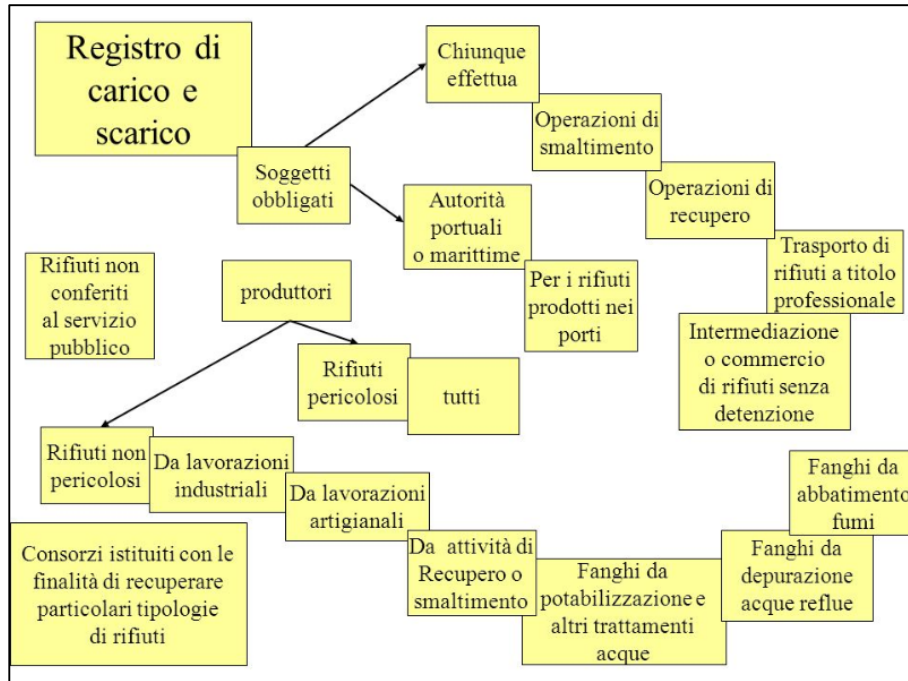 Registro di
carico e
scarico
Soggetti
obbligati
Chiunque
effettua
Operazioni di
smaltimento
Operazioni di
recupero
Trasporto di
rifiuti a titolo
professionale
Intermediazione
o commercio
di rifiuti senza
detenzione
Autorità
portuali
o marittime
Per i rifiuti
prodotti nei
porti
Rifiuti non
conferiti
al servizio
pubblico
produttori
Rifiuti
pericolosi
tutti
Rifiuti non
pericolosi
Da lavorazioni
industriali
Da lavorazioni
artigianali
Da attività di
Recupero o
smaltimento
Fanghi da
potabilizzazione e
altri trattamenti
acque
Fanghi da
depurazione
acque reflue
Fanghi da
abbatimento
fumi
Consorzi istituiti con le
finalità di recuperare
particolari tipologie
di rifiuti